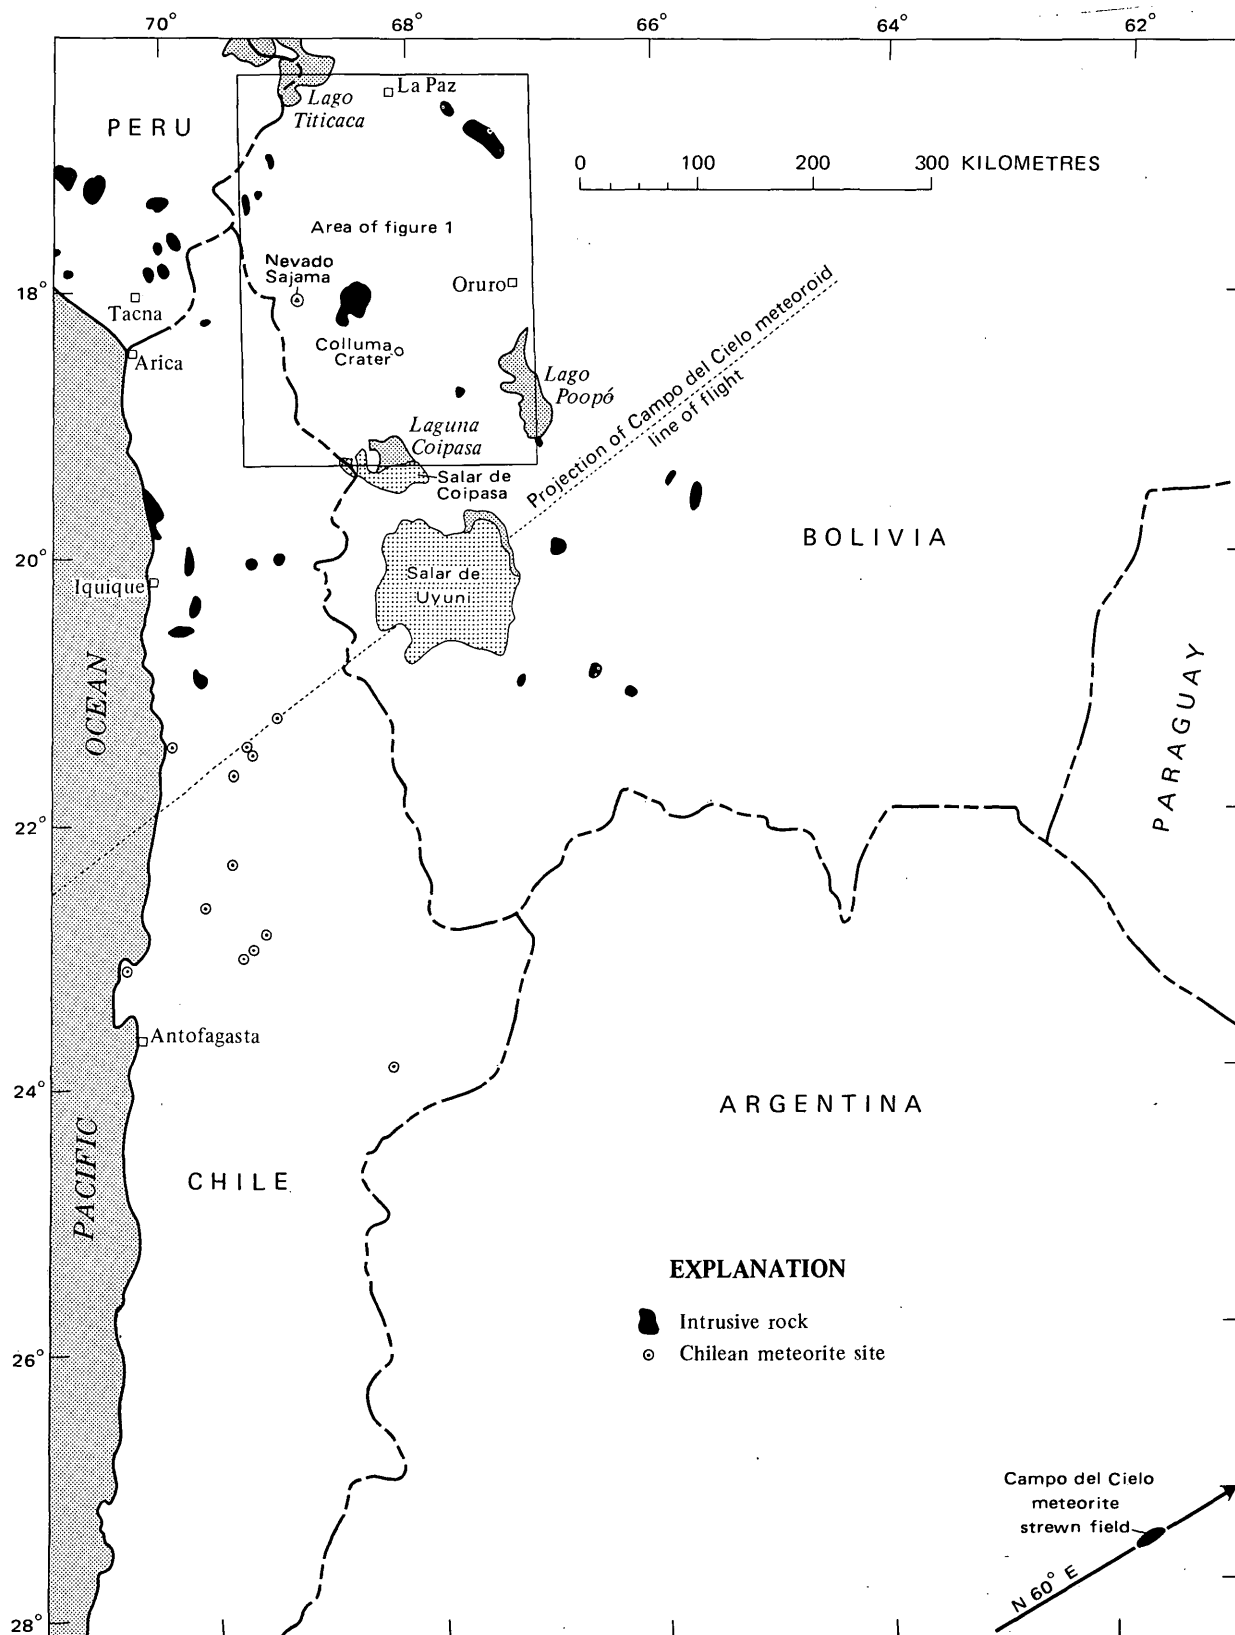 70° 68° 66° 64° 62°
La Paz
Lago
Titicaca
PERU
0 100 200 300 KILOMETRES
Area of figure 1
Nevado
Sajama
Oruro
18°
Tacna
Arica
Colluma
Crater
Lago
Poopó
Projection of Campo del Cielo meteoroid
line of flight
Laguna
Coipasa
Salar de
Coipasa
BOLIVIA
20°
Iquique
Salar de
Uyuni
PARAGUAY
OCEAN
22°
Antofagasta
24°
ARGENTINA
PACIFIC
CHILE
EXPLANATION
Intrusive rock
Chilean meteorite site
26°
Campo del Cielo
meteorite
strewn field
N 60° E
28°